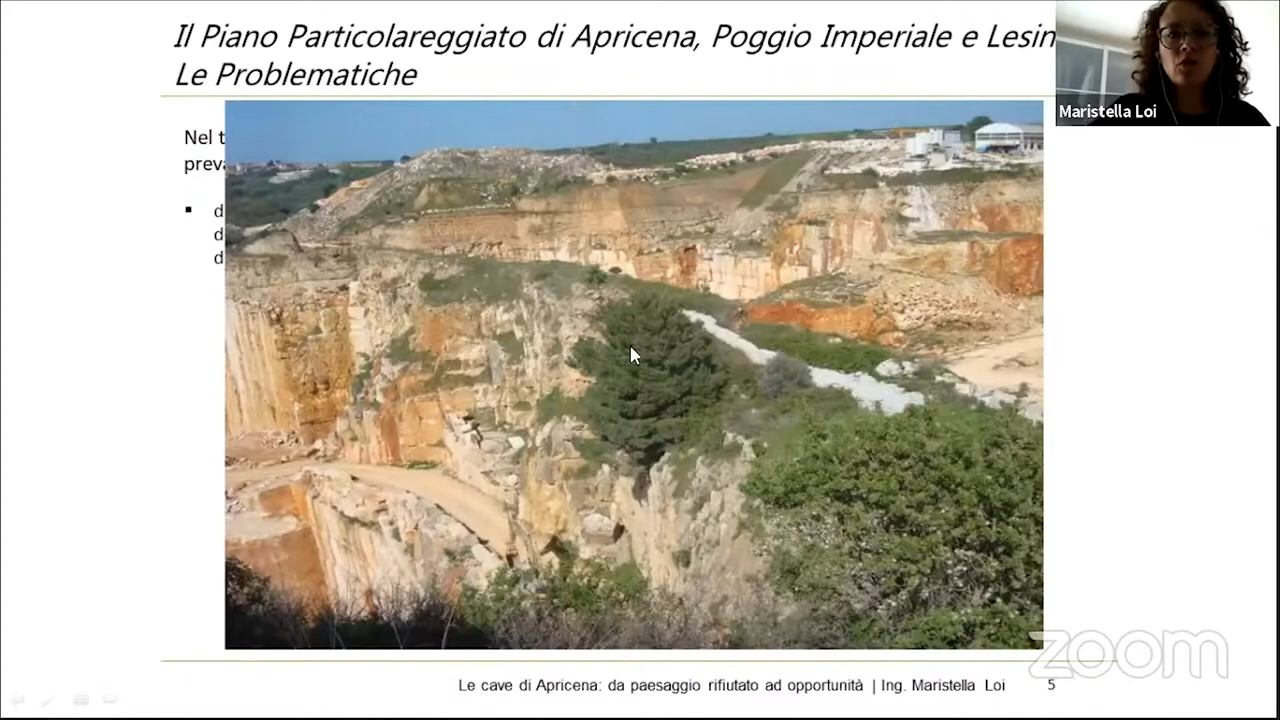 Il Piano Particolareggiato di Apricena, Poggio Imperiale e Lesin
Le Problematiche
Maristella Loi
Nel t
preva
d
d
d
zoom
Le cave di Apricena: da paesaggio rifiutato ad opportunità | Ing. Maristella Loi 5